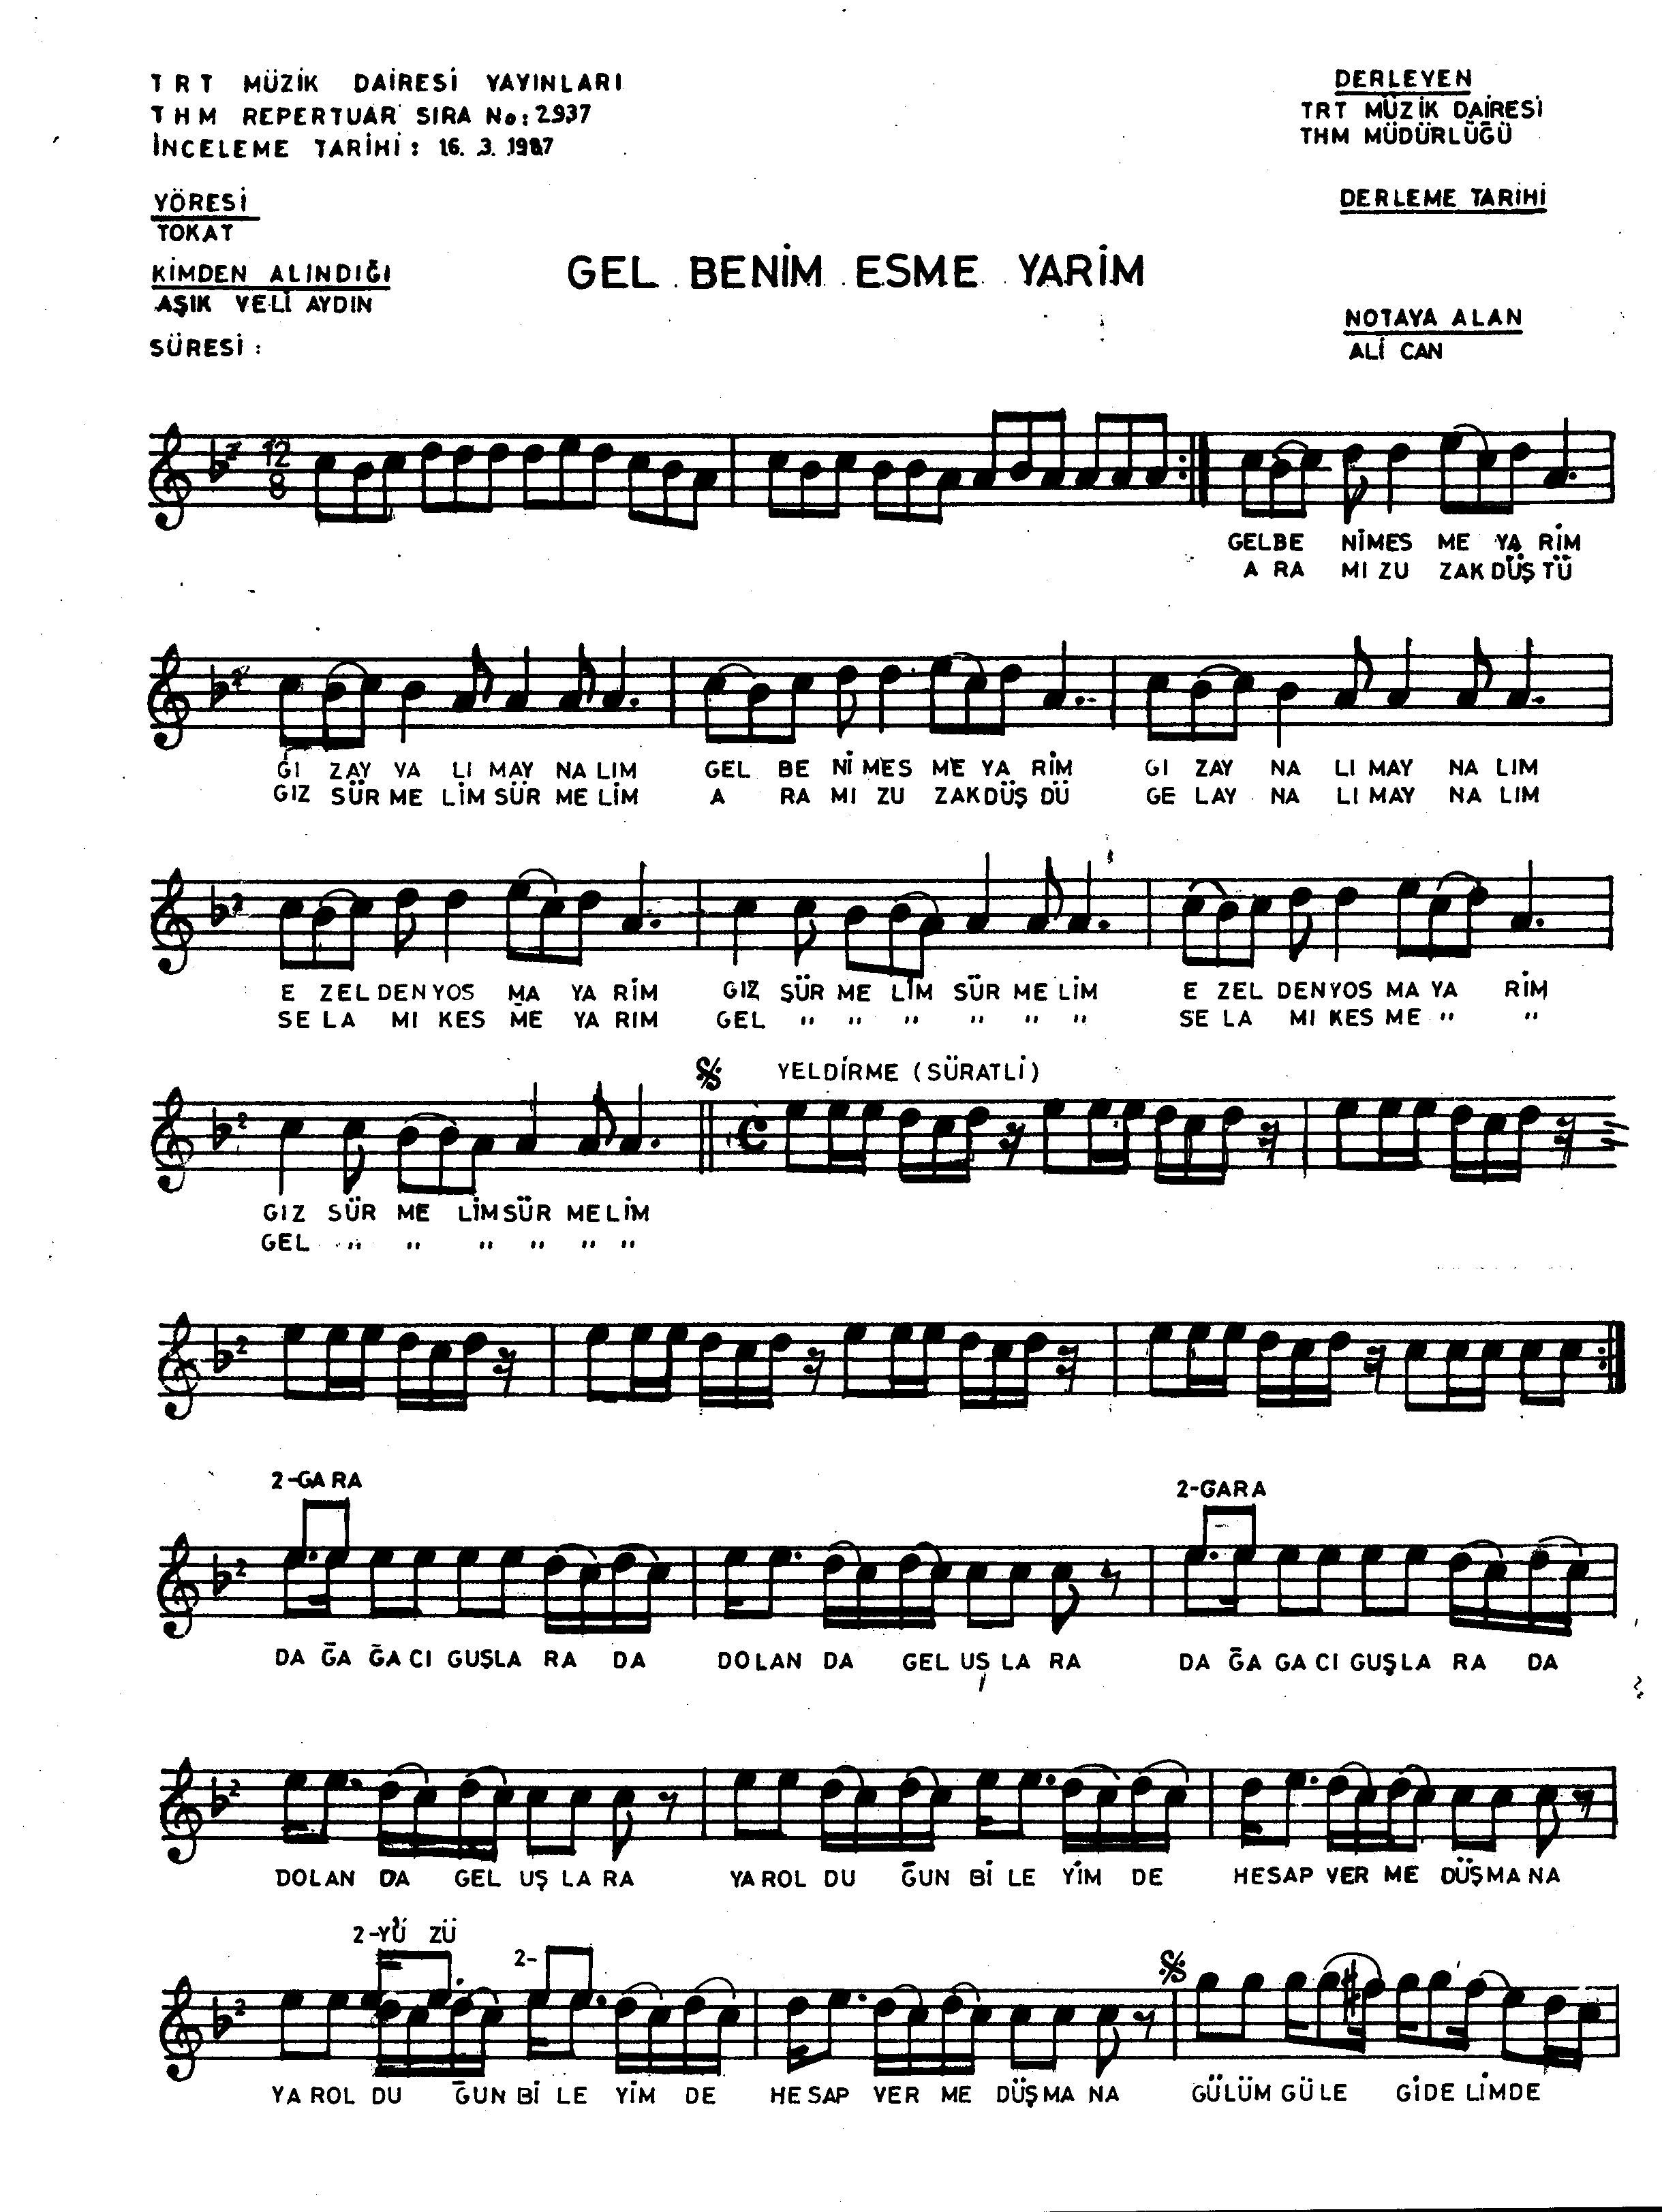 TRT MÜZİK DAİRESİ YAYINLARI
THM REPERTUAR SIRA No: 2937
İNCELEME TARİHİ: 16. 3. 1987
DERLEYEN
TRT MÜZİK DAİRESİ
THM MÜDÜRLÜĞÜ
YÖRESİ
TOKAT
DERLEME TARİHİ
KİMDEN ALINDIĞI
AŞIK VELİ AYDIN
GEL BENİM ESME YARİM
SÜRESİ :
NOTAYA ALAN
ALİ CAN
12
8
GELBE NİMES ME YA RİM
A RA MI ZU ZAK DÜŞ TÜ
GI ZAY YA LI MAY NA LIM GEL BE Nİ MES ME YA RİM GI ZAY NA LI MAY NA LIM
GIZ SÜR ME LİM SÜR ME LİM A RA MI ZU ZAK DÜŞ DÜ GE LAY NA LI MAY NA LIM
E ZEL DEN YOS MA YA RİM GIZ SÜR ME LİM SÜR ME LİM E ZEL DEN YOS MA YA RİM
SE LA MI KES ME YA RIM GEL " " " " " " SE LA MI KES ME " "
YELDİRME (SÜRATLİ)
GIZ SÜR ME LİM SÜR ME LİM
GEL " " " " " "
2-GA RA 2-GARA
DA ĞA ĞA CI GUŞLA RA DA DOLAN DA GEL UŞ LA RA DA ĞA GA CI GUŞLA RA DA
DOLAN DA GEL UŞ LA RA YA ROL DU ĞUN Bİ LE YİM DE HESAP VER ME DÜŞMA NA
2-YÜ ZÜ 2-
YA ROL DU ĞUN Bİ LE YİM DE HE SAP VER ME DÜŞMA NA GÜLÜM GÜLE GİDE LİMDE